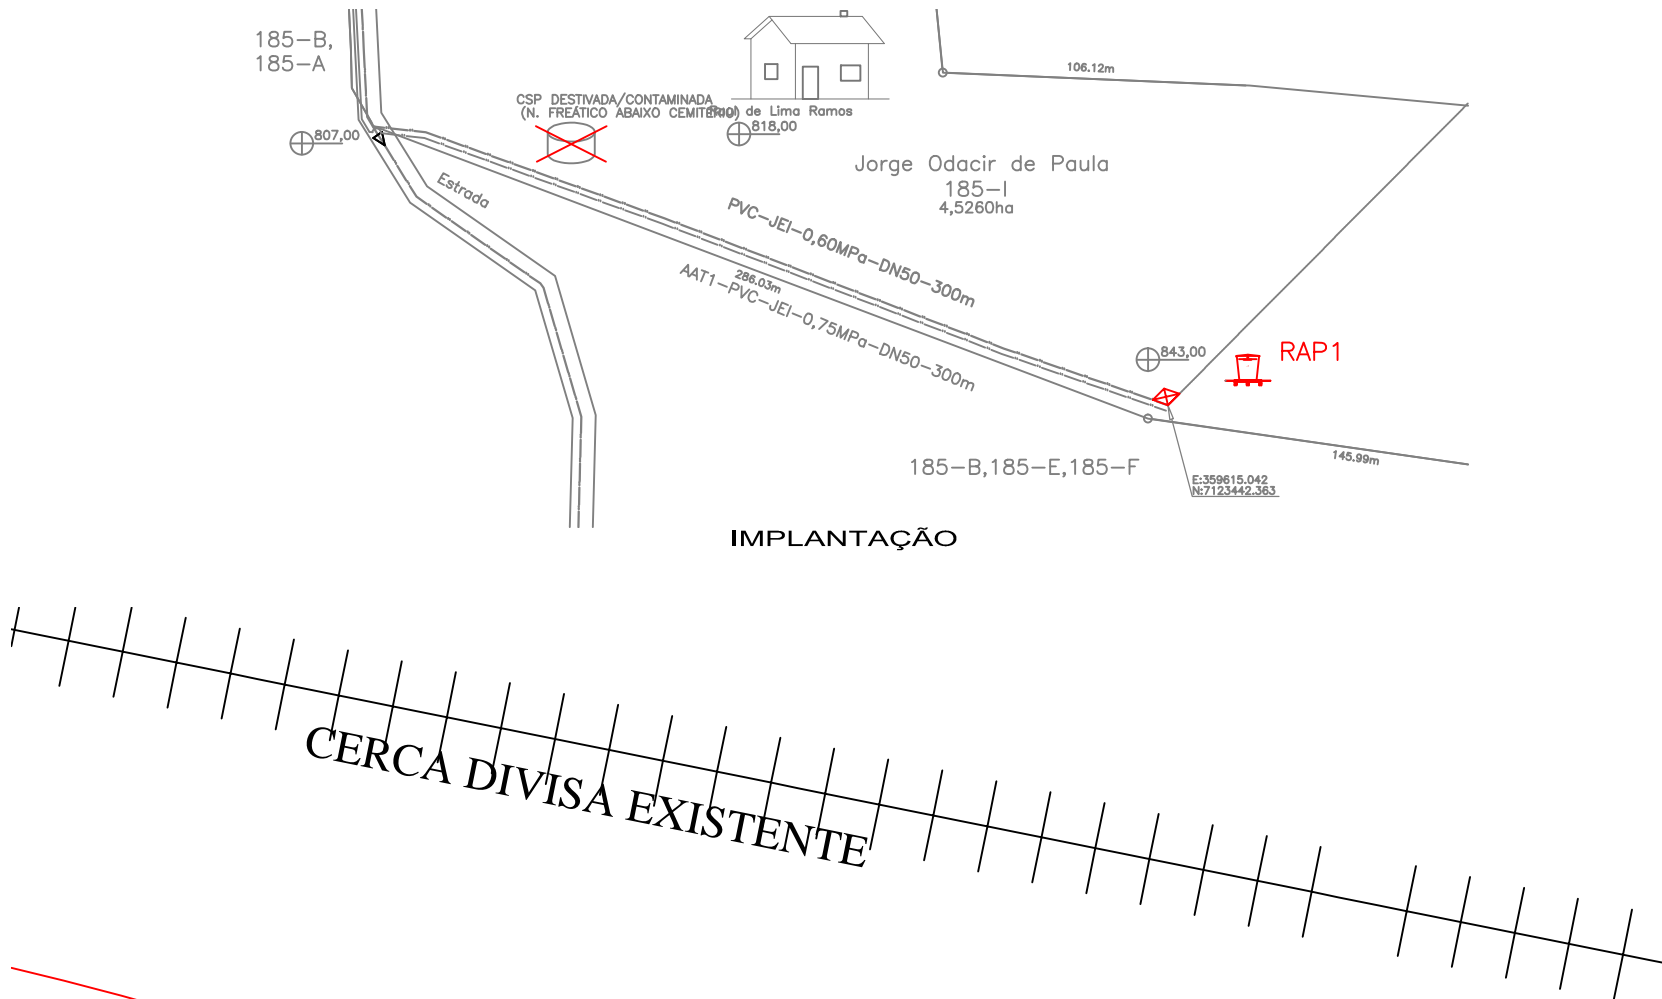 185-B,
185-A
106.12m
CSP DESTIVADA/CONTAMINADA
(N. FREÁTICO ABAIXO CEMITÉRIO)
de Lima Ramos
807,00
818,00
Jorge Odacir de Paula
185-I
4,5260ha
Estrada
PVC-JEI-0,60MPa-DN50-300m
286.03m
AAT1-PVC-JEI-0,75MPa-DN50-300m
843,00
RAP1
185-B,185-E,185-F
145.99m
E:359615.042
N:7123442.363
IMPLANTAÇÃO
CERCA DIVISA EXISTENTE